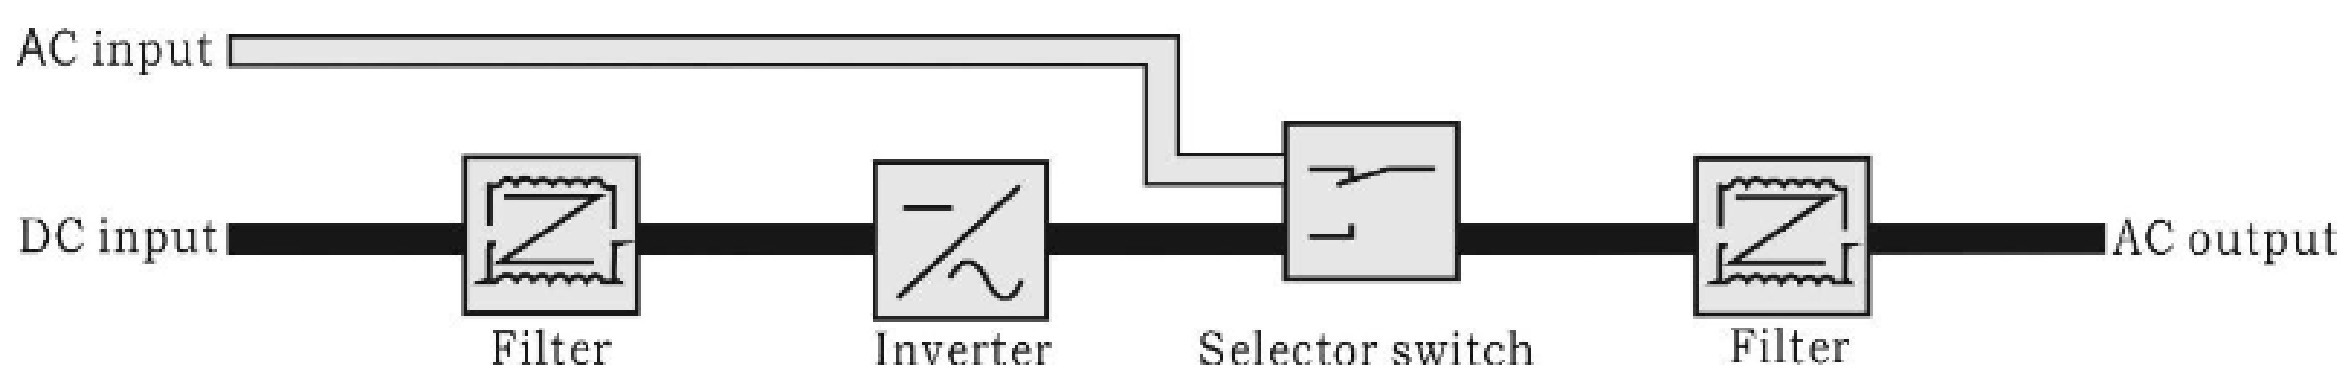 AC input
DC input
AC output
Filter
Inverter
Selector switch
Filter